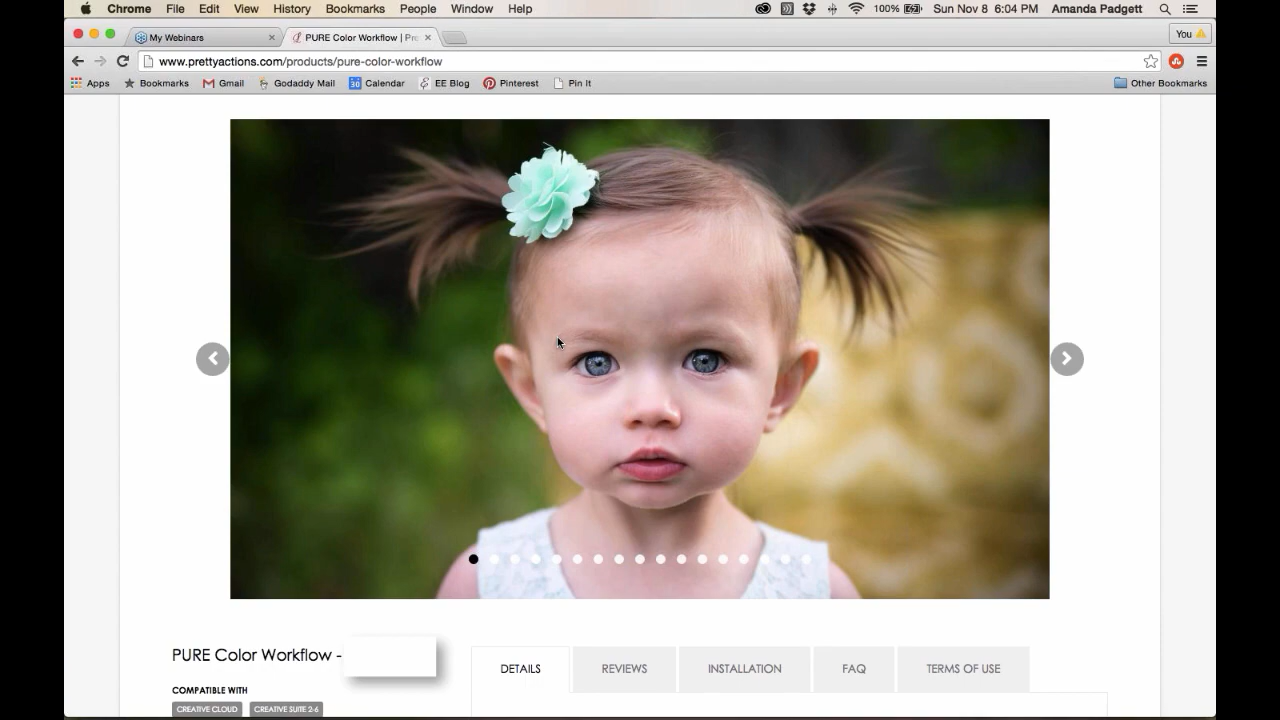 Chrome File Edit View History Bookmarks People Window Help 100% Sun Nov 8 6:04 PM Amanda Padgett
My Webinars PURE Color Workflow | Pre You
www.prettyactions.com/products/pure-color-workflow
Apps Bookmarks Gmail Godaddy Mail 30 Calendar EE Blog Pinterest Pin It Other Bookmarks
PURE Color Workflow - DETAILS REVIEWS INSTALLATION FAQ TERMS OF USE
COMPATIBLE WITH
CREATIVE CLOUD CREATIVE SUITE 2-6